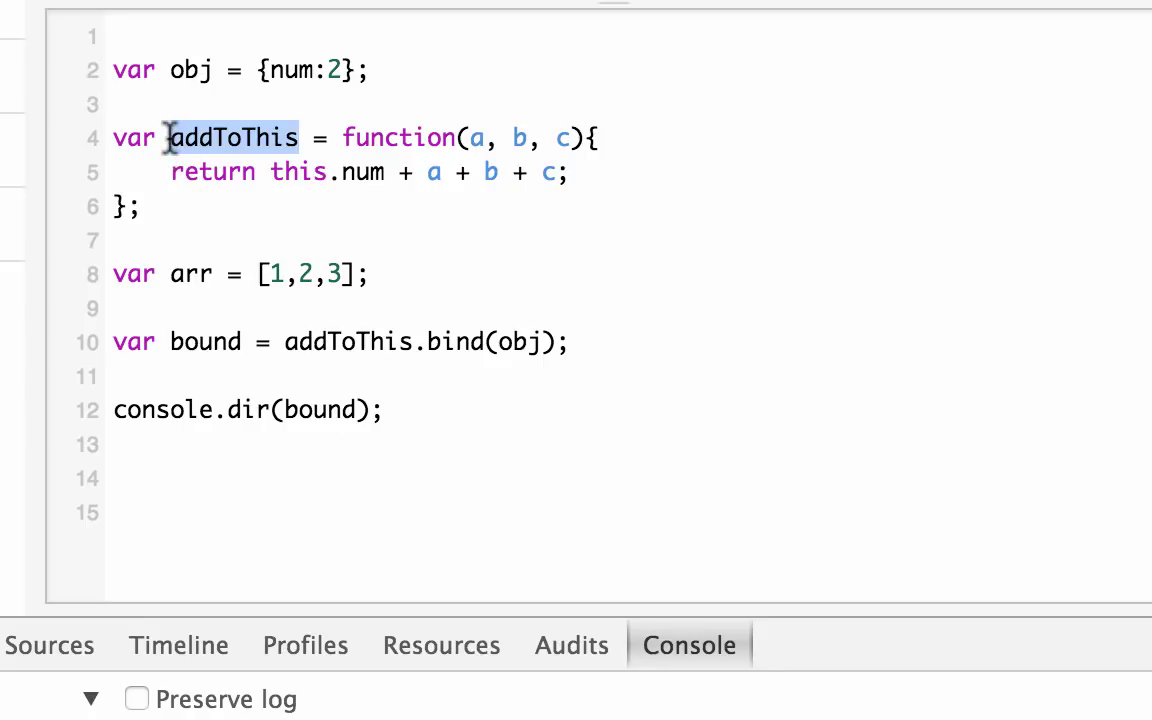 1
2 var obj = {num:2};
3
4 var addToThis = function(a, b, c){
5 return this.num + a + b + c;
6 };
7
8 var arr = [1,2,3];
9
10 var bound = addToThis.bind(obj);
11
12 console.dir(bound);
13
14
15
Sources Timeline Profiles Resources Audits Console
Preserve log